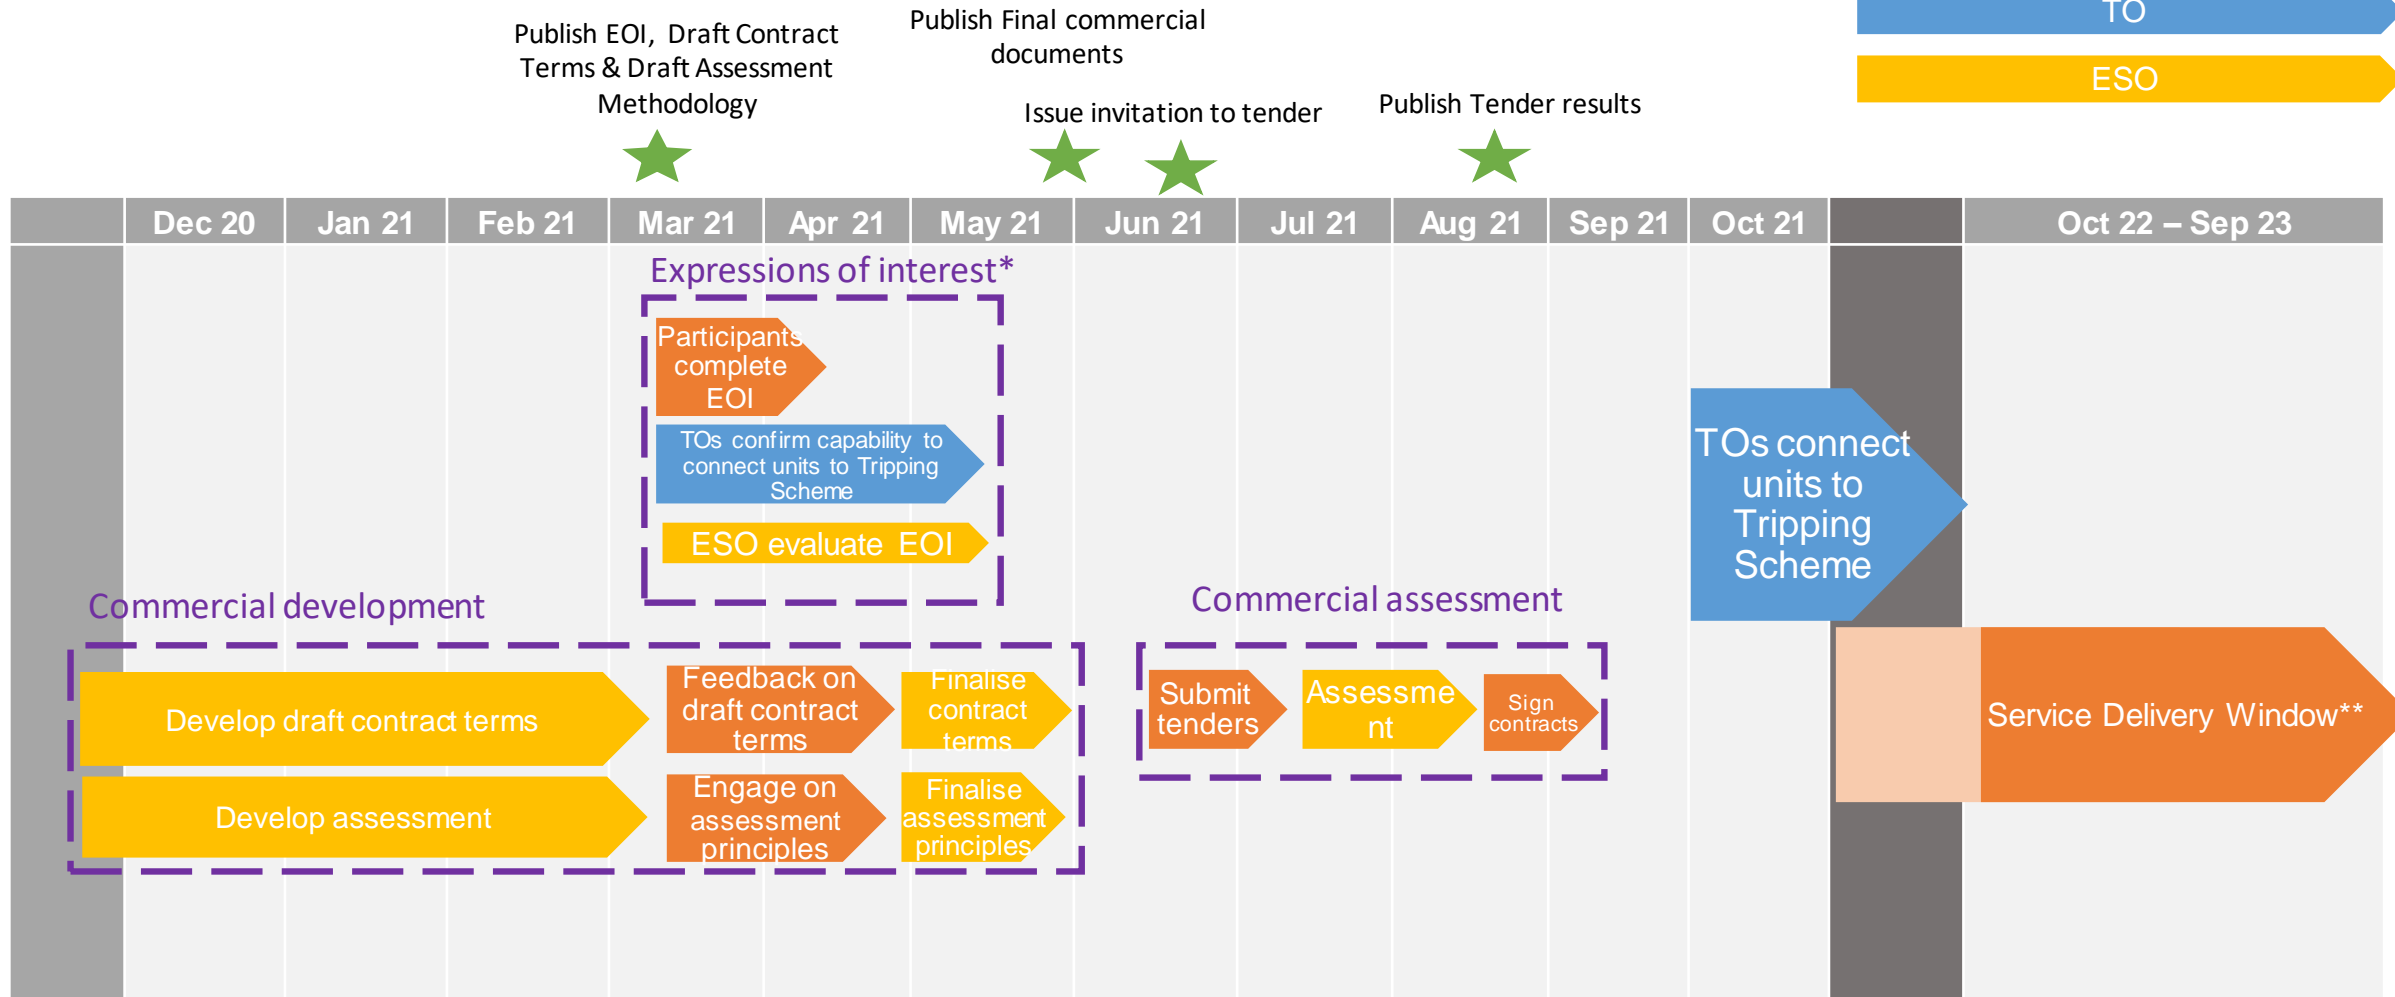 Publish EOI, Draft Contract
Terms & Draft Assessment
Methodology
Publish Final commercial
documents
Issue invitation to tender
Publish Tender results
TO
ESO
Dec 20
Jan 21
Feb 21
Mar 21
Apr 21
May 21
Jun 21
Jul 21
Aug 21
Sep 21
Oct 21
Oct 22 – Sep 23
Expressions of interest*
Participants
complete
EOI
TOs confirm capability to
connect units to Tripping
Scheme
ESO evaluate EOI
TOs connect
units to
Tripping
Scheme
Commercial development
Develop draft contract terms
Feedback on
draft contract
terms
Finalise
contract
terms
Develop assessment
Engage on
assessment
principles
Finalise
assessment
principles
Commercial assessment
Submit
tenders
Assessme
nt
Sign
contracts
Service Delivery Window**